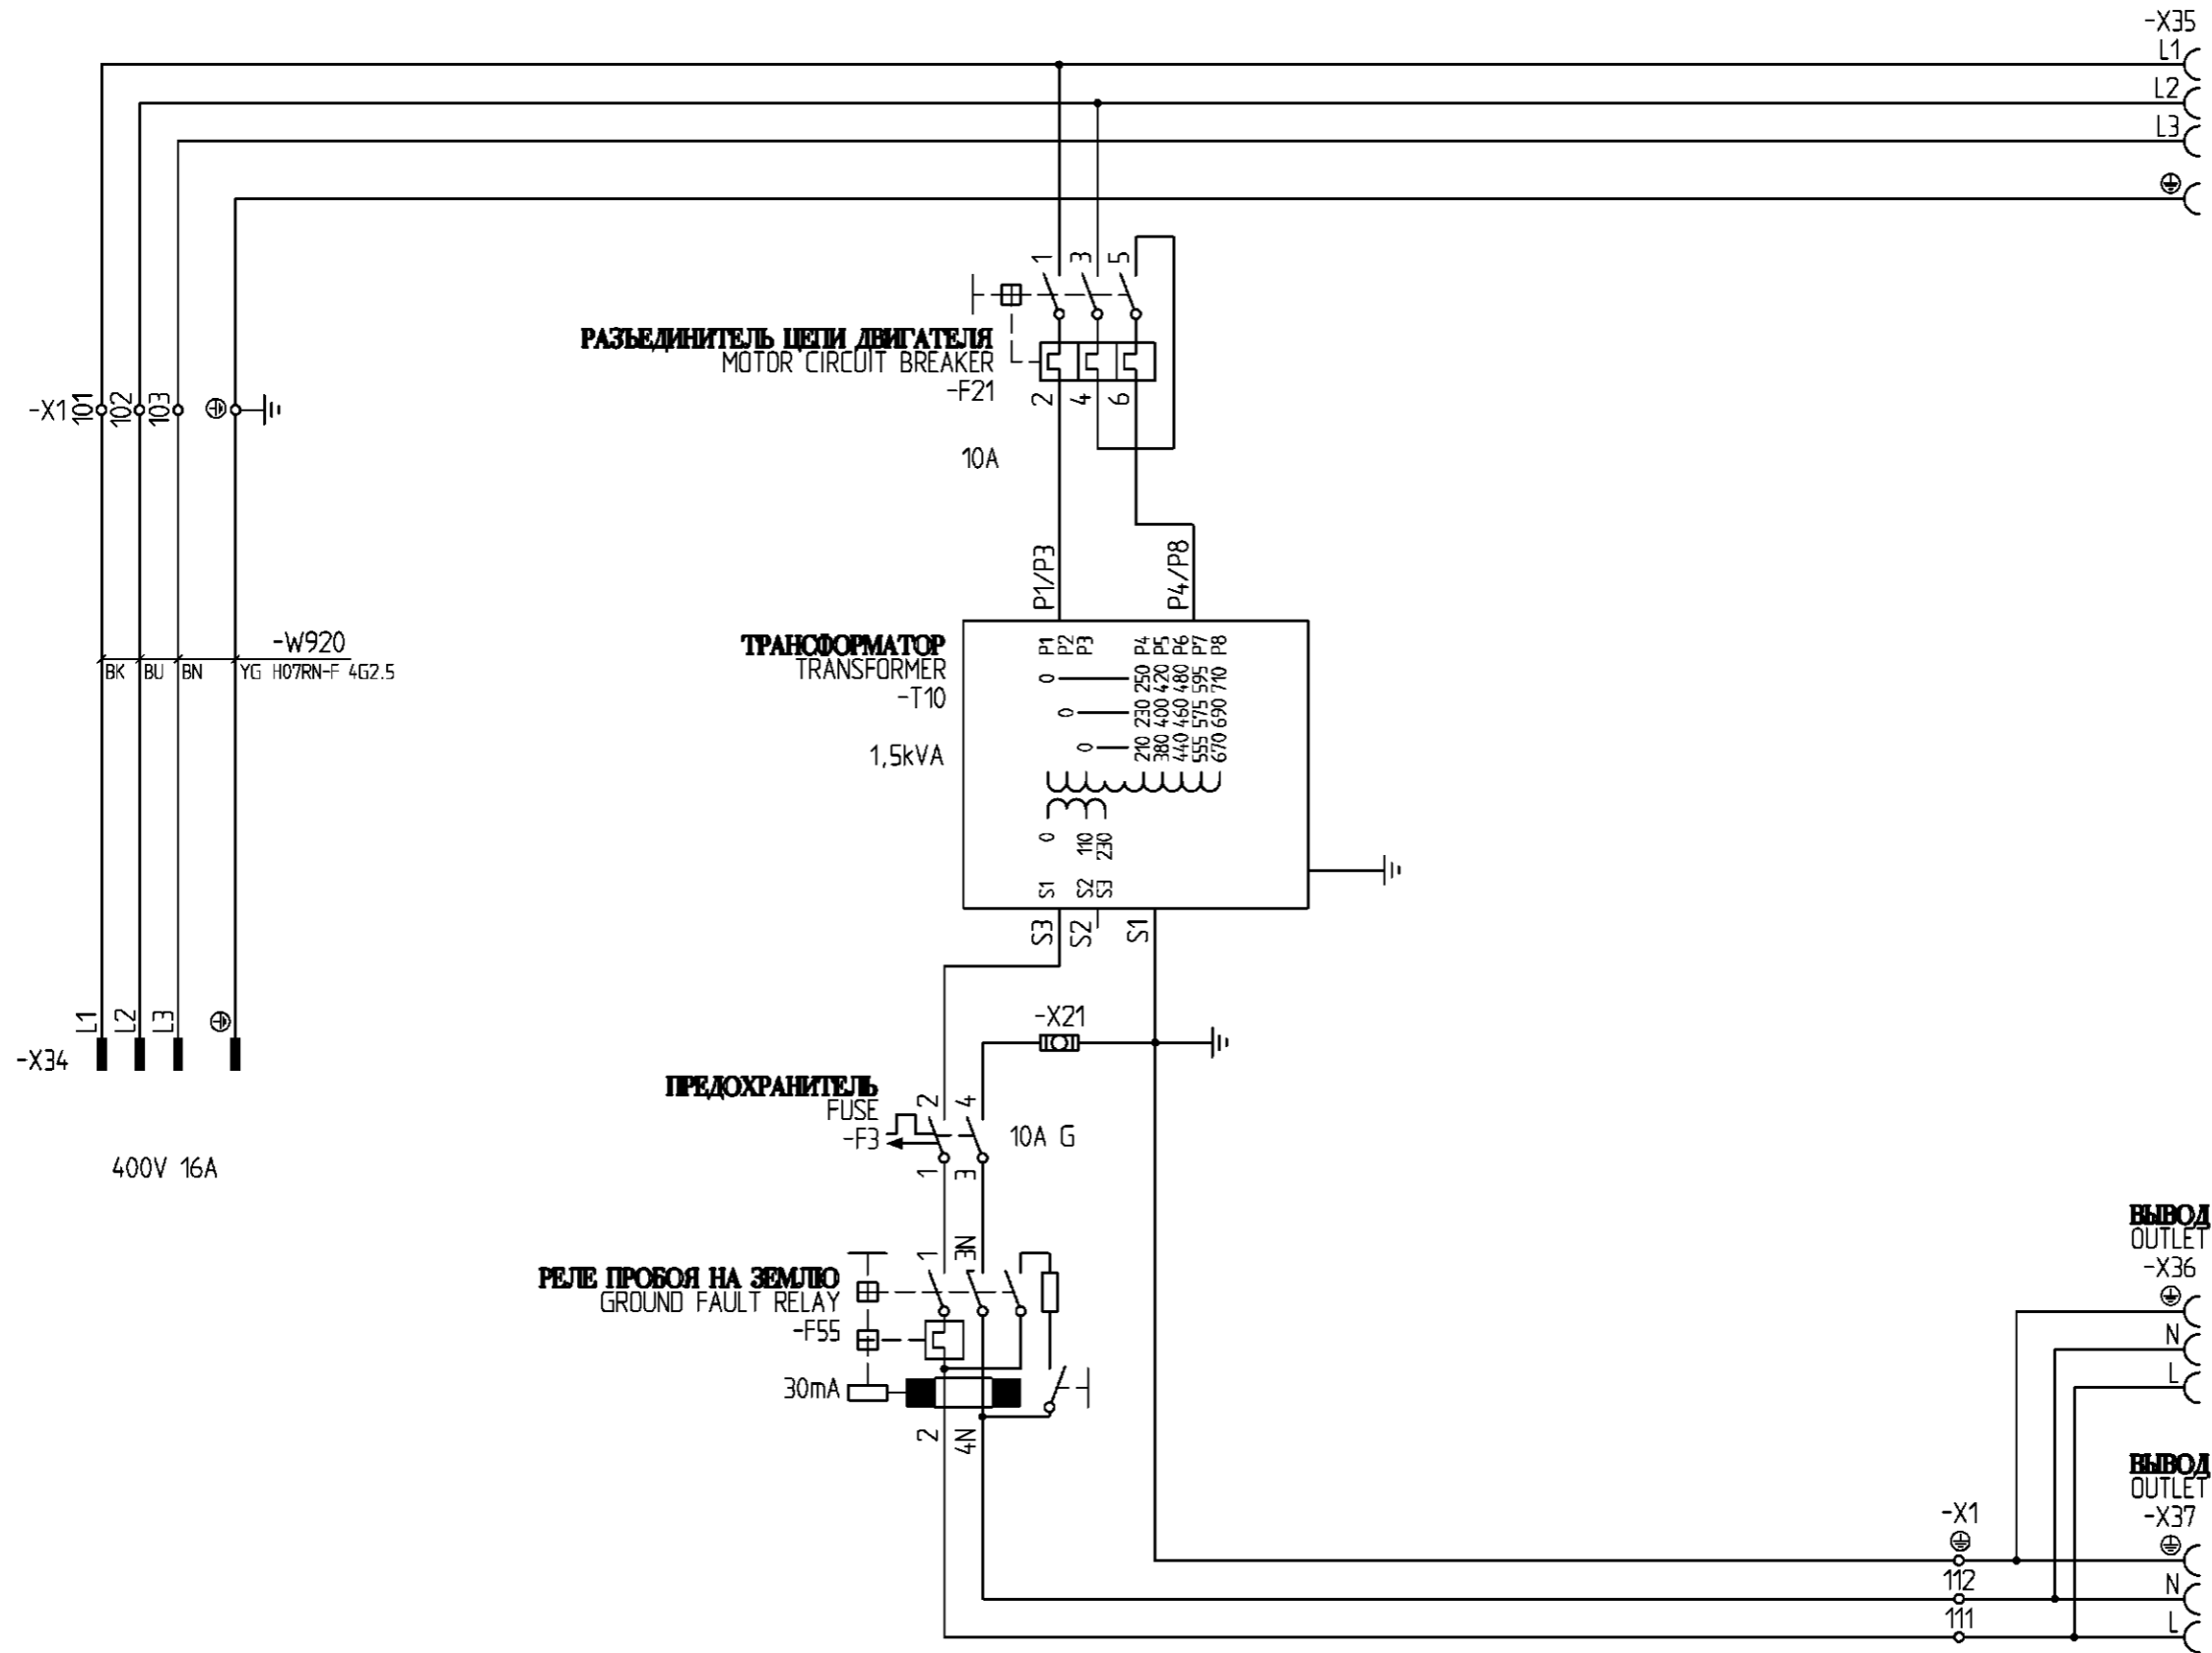 -X35
L1
L2
L3
1
3
5
РАЗЪЕДИНИТЕЛЬ ЦЕПИ ДВИГАТЕЛЯ
MOTOR CIRCUIT BREAKER
-F21
2
4
6
10A
-X1
101
102
103
P1/P3
P4/P8
-W920
BK
BU
BN
YG H07RN-F 4G2.5
ТРАНСФОРМАТОР
TRANSFORMER
-T10
1,5kVA
P1
P2
P3
0
0
0
210 230 250 P4
380 400 420 P5
440 460 480 P6
555 575 595 P7
670 690 710 P8
0
110
230
S1
S2
S3
S3
S2
S1
L1
L2
L3
-X34
400V 16A
-X21
ПРЕДОХРАНИТЕЛЬ
FUSE
-F3
2
4
10A G
1
3
РЕЛЕ ПРОБОЯ НА ЗЕМЛЮ
GROUND FAULT RELAY
-F55
30mA
1
3N
2
4N
ВЫВОД
OUTLET
-X36
N
L
ВЫВОД
OUTLET
-X37
N
L
-X1
112
111